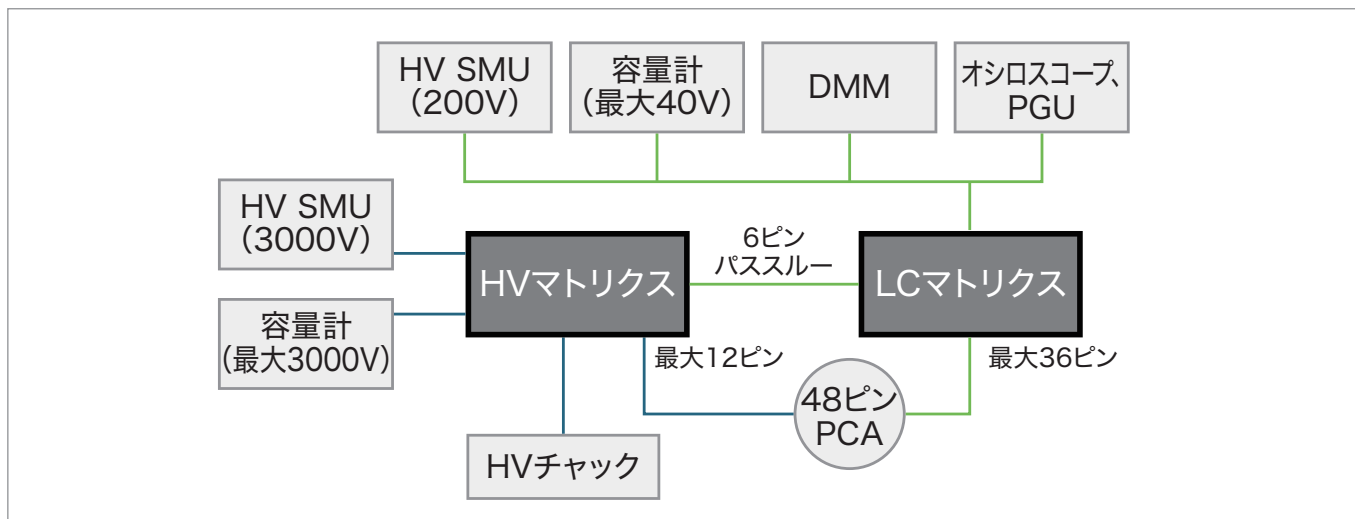 HV SMU
(200V)
容量計
(最大40V)
DMM
オシロスコープ、
PGU
HV SMU
(3000V)
容量計
(最大3000V)
HVマトリクス
6ピン
パススルー
LCマトリクス
最大12ピン
最大36ピン
48ピン
PCA
HVチャック